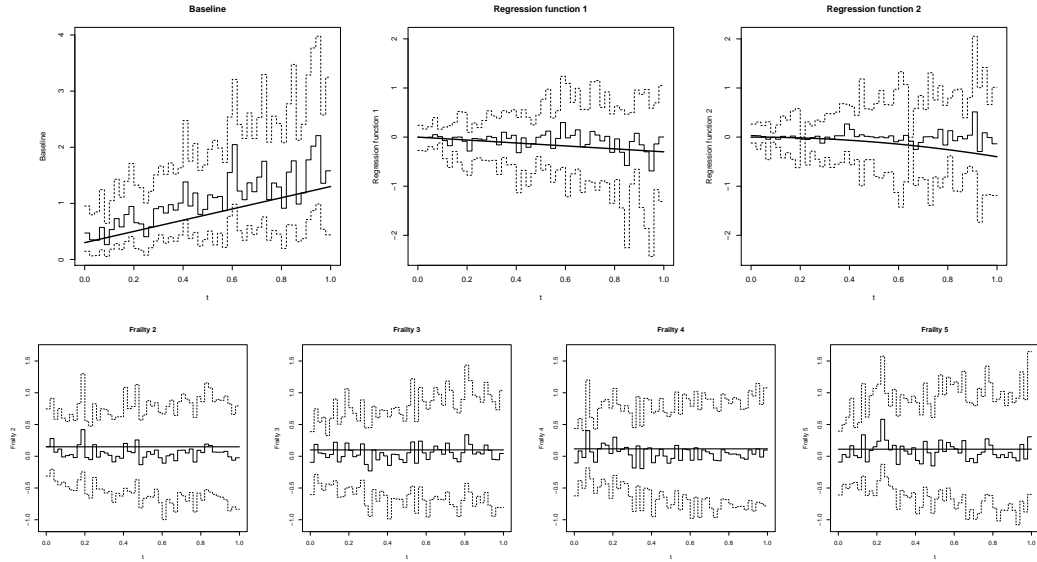 Baseline
Regression function 1
Regression function 2
Baseline
0 1 2 3 4
0.0 0.2 0.4 0.6 0.8 1.0
t
Regression function 1
−2 −1 0 1 2
0.0 0.2 0.4 0.6 0.8 1.0
t
Regression function 2
−2 −1 0 1 2
0.0 0.2 0.4 0.6 0.8 1.0
t
Frailty 2
Frailty 3
Frailty 4
Frailty 5
Frailty 2
−1.0 −0.5 0.0 0.5 1.0 1.5
0.0 0.2 0.4 0.6 0.8 1.0
t
Frailty 3
−1.0 −0.5 0.0 0.5 1.0 1.5
0.0 0.2 0.4 0.6 0.8 1.0
t
Frailty 4
−1.0 −0.5 0.0 0.5 1.0 1.5
0.0 0.2 0.4 0.6 0.8 1.0
t
Frailty 5
−1.0 −0.5 0.0 0.5 1.0 1.5
0.0 0.2 0.4 0.6 0.8 1.0
t